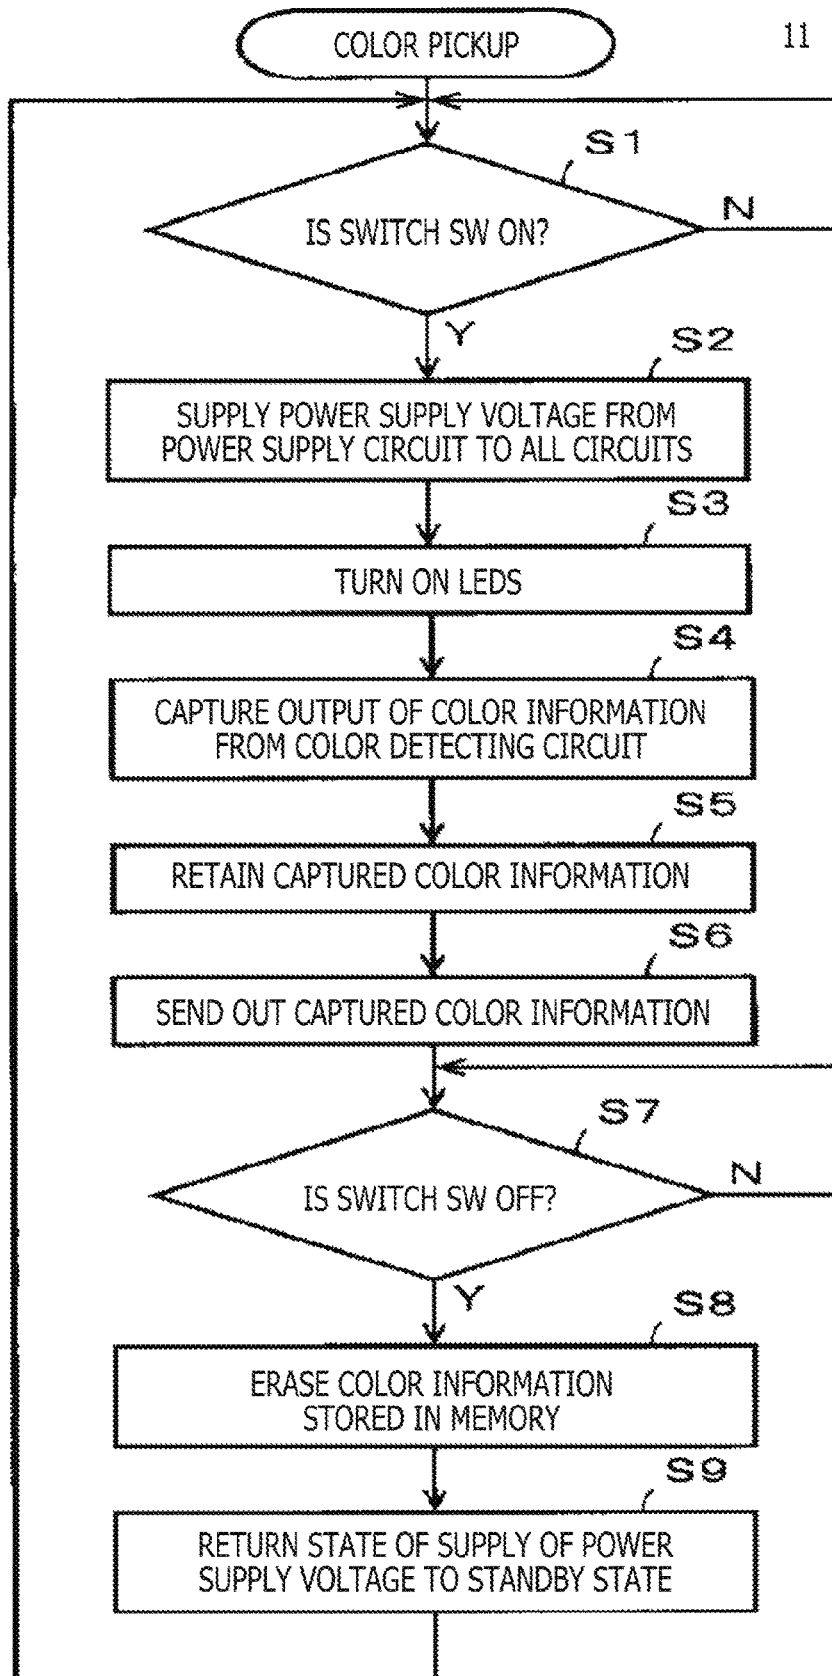 COLOR PICKUP
11
S1
IS SWITCH SW ON?
N
Y
S2
SUPPLY POWER SUPPLY VOLTAGE FROM
POWER SUPPLY CIRCUIT TO ALL CIRCUITS
S3
TURN ON LEDS
S4
CAPTURE OUTPUT OF COLOR INFORMATION
FROM COLOR DETECTING CIRCUIT
S5
RETAIN CAPTURED COLOR INFORMATION
S6
SEND OUT CAPTURED COLOR INFORMATION
S7
IS SWITCH SW OFF?
N
Y
S8
ERASE COLOR INFORMATION
STORED IN MEMORY
S9
RETURN STATE OF SUPPLY OF POWER
SUPPLY VOLTAGE TO STANDBY STATE